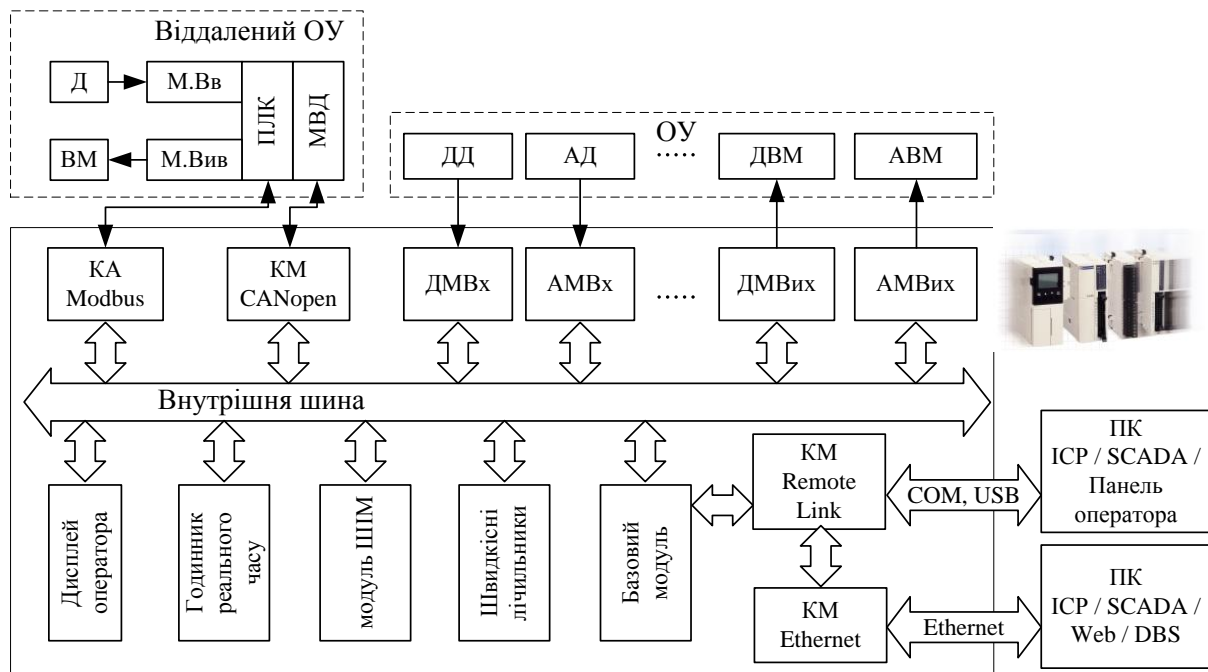 Віддалений ОУ
Д
М.Вв
ПЛК
МВД
ВМ
М.Вив
ОУ
ДД
АД
.....
ДВМ
АВМ
КА
Modbus
КМ
CANopen
ДМВх
АМВх
.....
ДМВих
АМВих
Внутрішня шина
Дисплей
оператора
Годинник
реального
часу
модуль ШІМ
Швидкісні
лічильники
Базовий
модуль
КМ
Remote
Link
COM, USB
ПК
ICP / SCADA /
Панель
оператора
КМ
Ethernet
Ethernet
ПК
ICP / SCADA /
Web / DBS